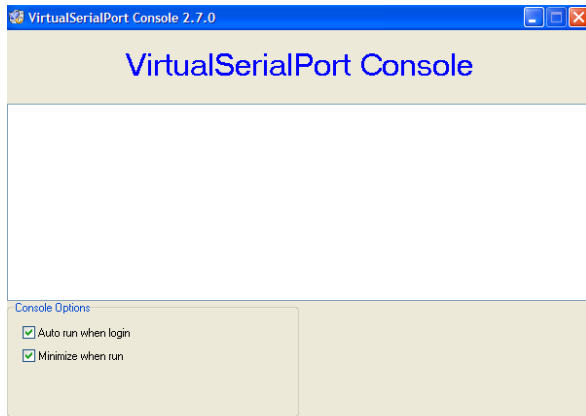 VirtualSerialPort Console 2.7.0
VirtualSerialPort Console
Console Options
Auto run when login
Minimize when run